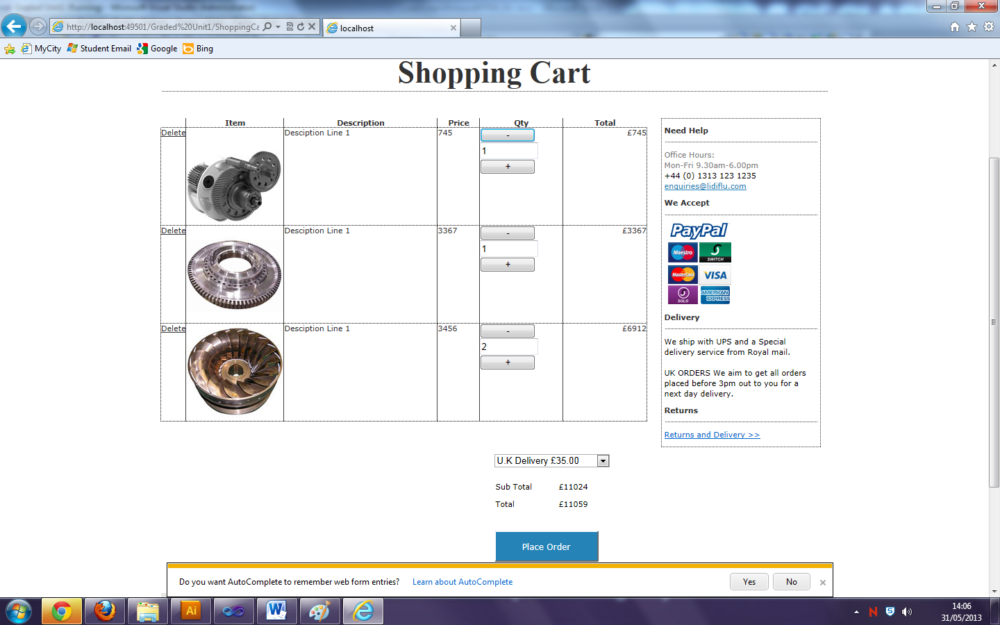 http://localhost:49501/Graded%20Unit1/ShoppingCa
localhost
MyCity
Student Email
Google
Bing
Shopping Cart
Item Description Price Qty Total
Delete Desciption Line 1 745 - £745
1
+
Delete Desciption Line 1 3367 - £3367
1
+
Delete Desciption Line 1 3456 - £6912
2
+
U.K Delivery £35.00
Sub Total £11024
Total £11059
Place Order
Need Help
Office Hours:
Mon-Fri 9.30am-6.00pm
+44 (0) 1313 123 1235
enquiries@lidiflu.com
We Accept
PayPal
Maestro
SWITCH
MasterCard
VISA
SOLO
AMERICAN EXPRESS
Delivery
We ship with UPS and a Special
delivery service from Royal mail.
UK ORDERS We aim to get all orders
placed before 3pm out to you for a
next day delivery.
Returns
Returns and Delivery >>
Do you want AutoComplete to remember web form entries? Learn about AutoComplete Yes No
Ai
14:06
31/05/2013